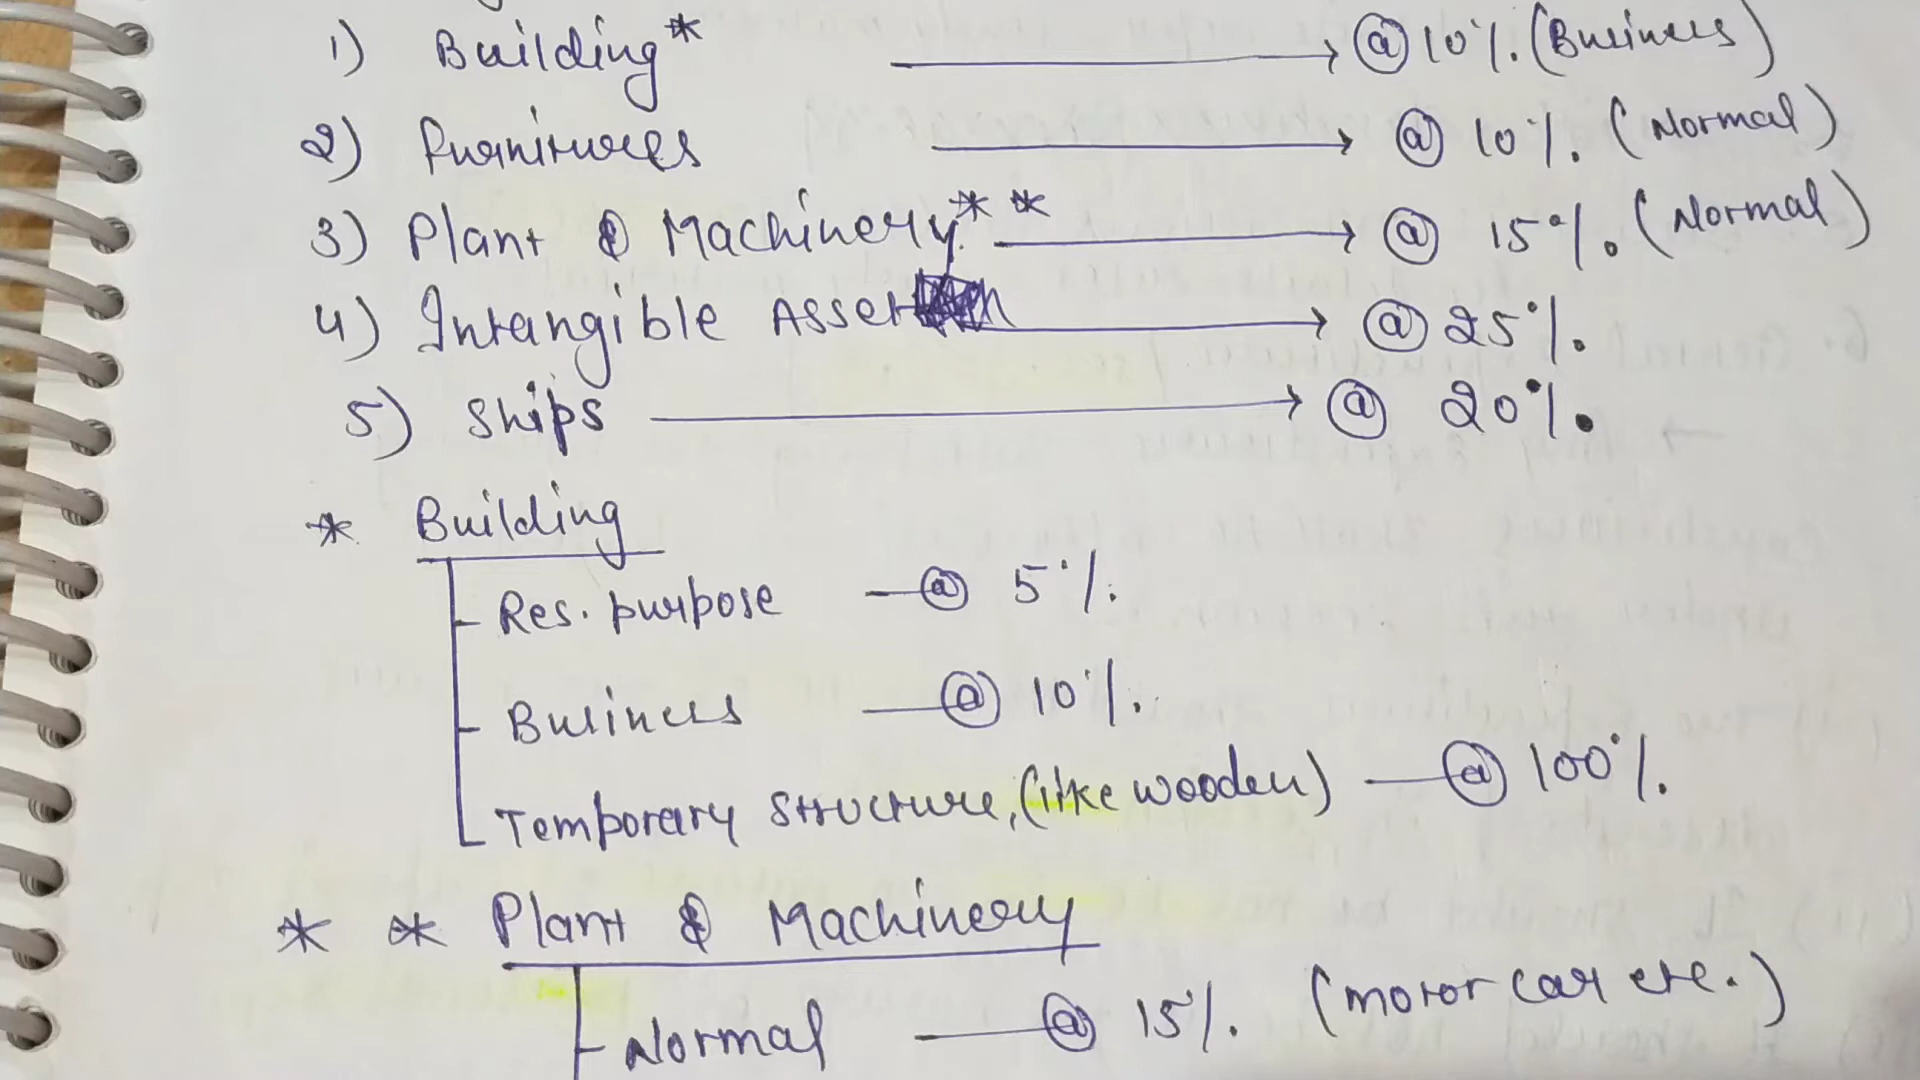 1) Building* → @ 10%. (Business)
2) Furnitures → @ 10%. (Normal)
3) Plant & Machinery** → @ 15%. (Normal)
4) Intangible Asset → @ 25%.
5) Ships → @ 20%.
* Building
Res. purpose — @ 5%.
Business — @ 10%.
Temporary structure, (like wooden) — @ 100%.
** Plant & Machinery
Normal — @ 15%. (motor car etc.)